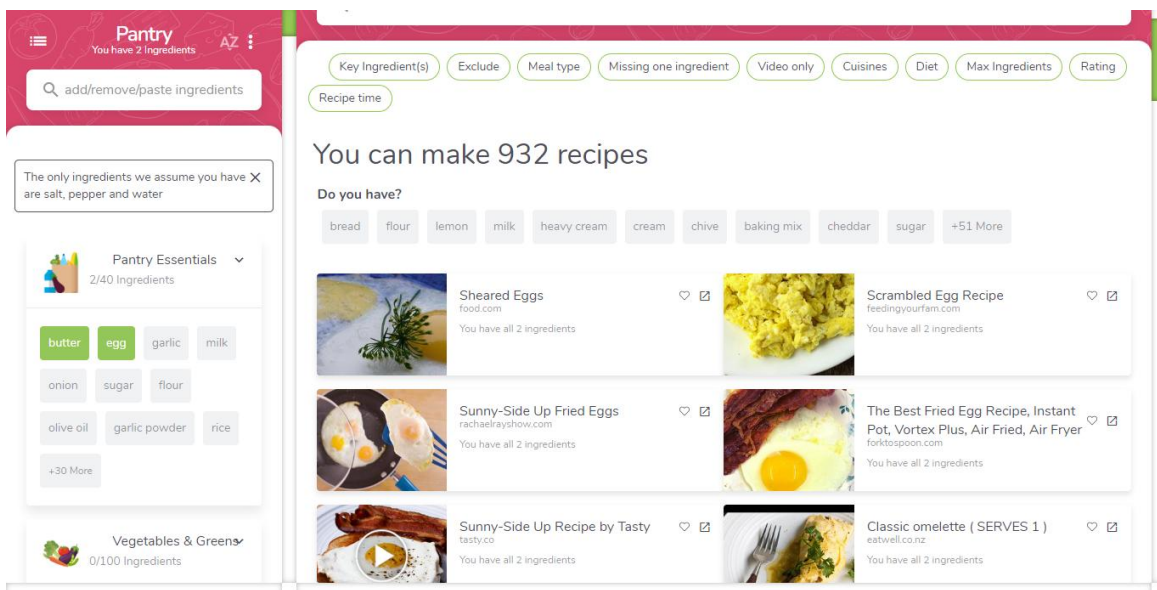 Pantry
You have 2 Ingredients
AZ
add/remove/paste ingredients
The only ingredients we assume you have
are salt, pepper and water
Pantry Essentials
2/40 Ingredients
butter
egg
garlic
milk
onion
sugar
flour
olive oil
garlic powder
rice
+30 More
Vegetables & Greens
0/100 Ingredients
Key Ingredient(s)
Exclude
Meal type
Missing one ingredient
Video only
Cuisines
Diet
Max Ingredients
Rating
Recipe time
You can make 932 recipes
Do you have?
bread
flour
lemon
milk
heavy cream
cream
chive
baking mix
cheddar
sugar
+51 More
Sheared Eggs
food.com
You have all 2 ingredients
Scrambled Egg Recipe
feedingyourfam.com
You have all 2 ingredients
Sunny-Side Up Fried Eggs
rachaelrayshow.com
You have all 2 ingredients
The Best Fried Egg Recipe, Instant
Pot, Vortex Plus, Air Fried, Air Fryer
forktospoon.com
You have all 2 ingredients
Sunny-Side Up Recipe by Tasty
tasty.co
You have all 2 ingredients
Classic omelette ( SERVES 1 )
eatwell.co.nz
You have all 2 ingredients